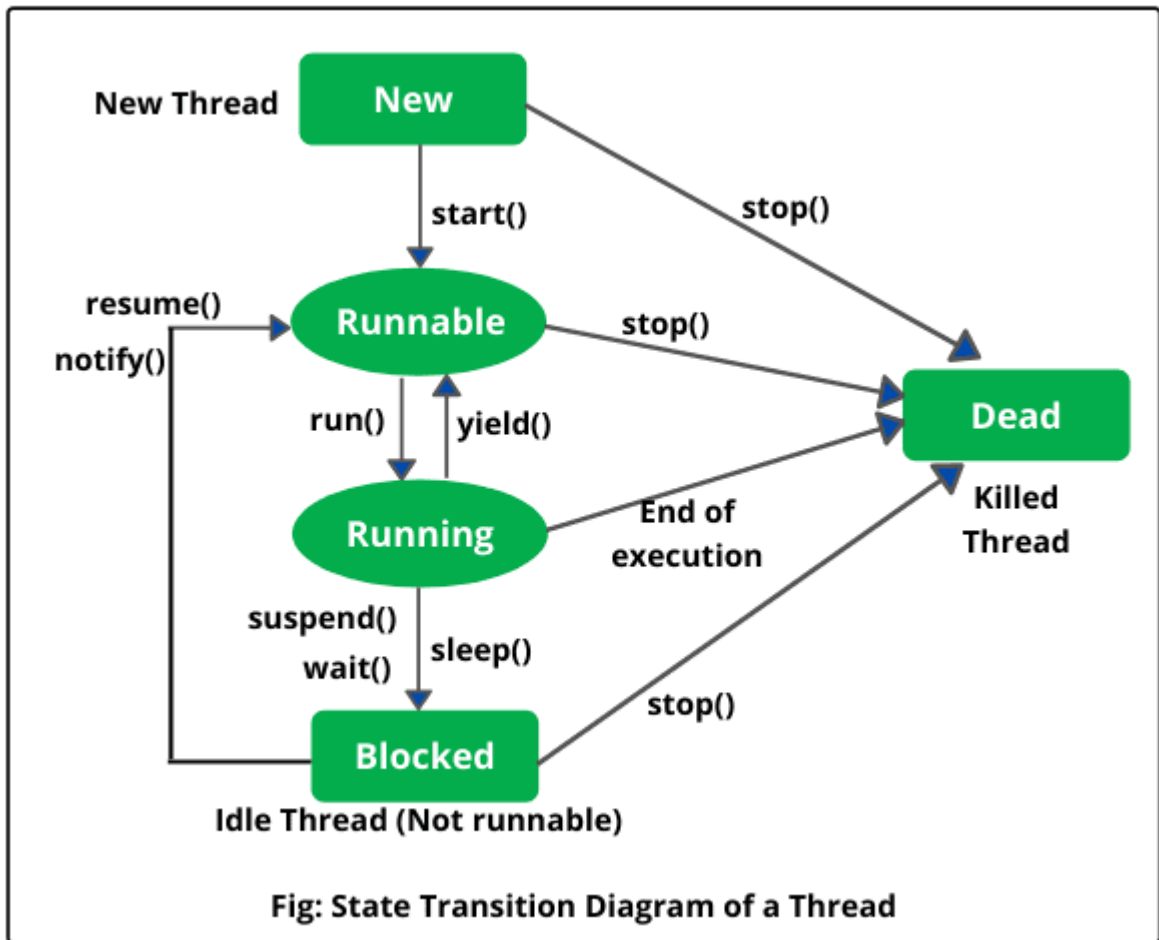 New Thread
New
start()
stop()
resume()
notify()
Runnable
stop()
run()
yield()
Dead
Killed
Thread
Running
End of
execution
suspend()
wait()
sleep()
stop()
Blocked
Idle Thread (Not runnable)
Fig: State Transition Diagram of a Thread